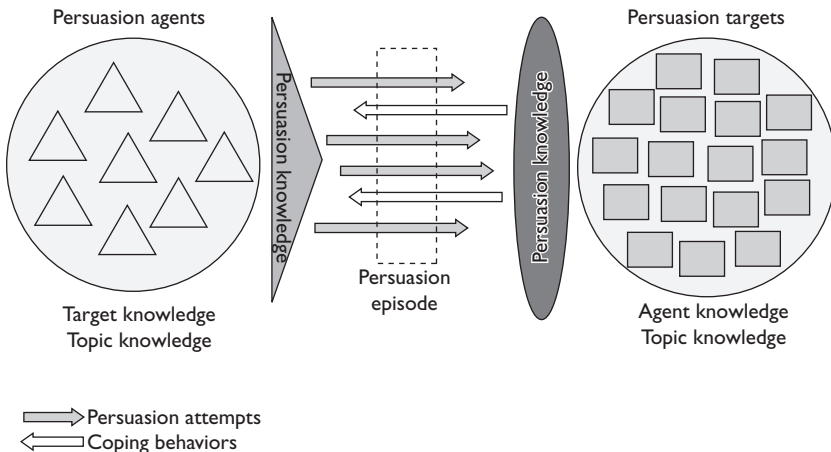 Persuasion agents
Persuasion targets
Persuasion knowledge
Persuasion knowledge
Persuasion
episode
Target knowledge
Topic knowledge
Agent knowledge
Topic knowledge
Persuasion attempts
Coping behaviors